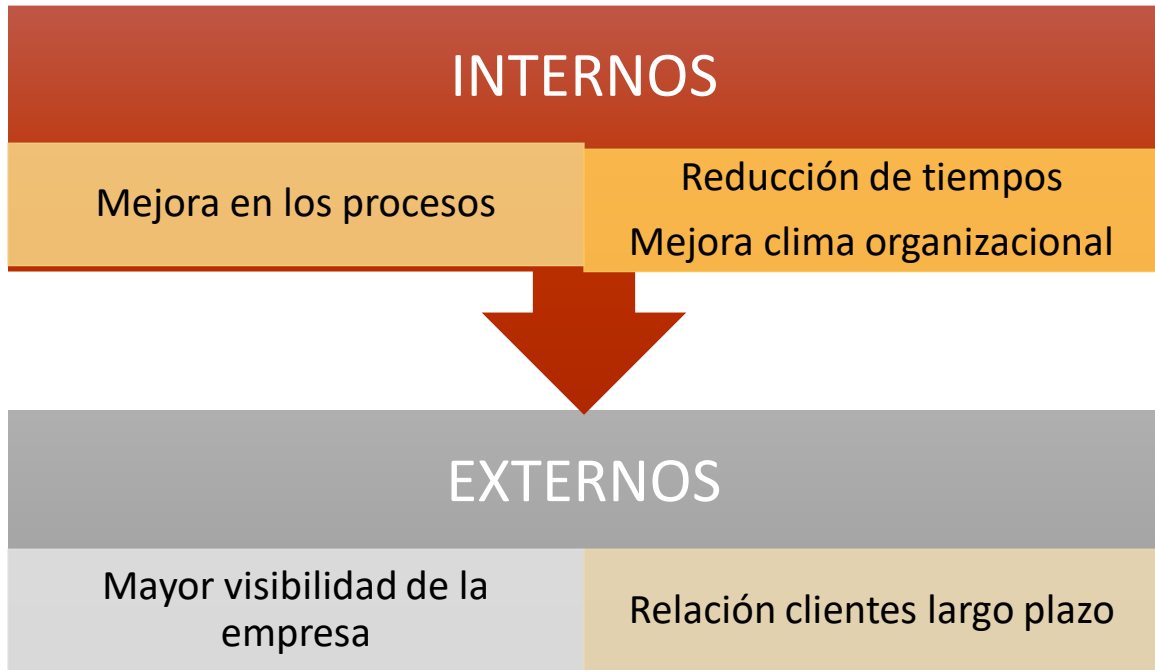 INTERNOS
Mejora en los procesos
Reducción de tiempos
Mejora clima organizacional
EXTERNOS
Mayor visibilidad de la
empresa
Relación clientes largo plazo